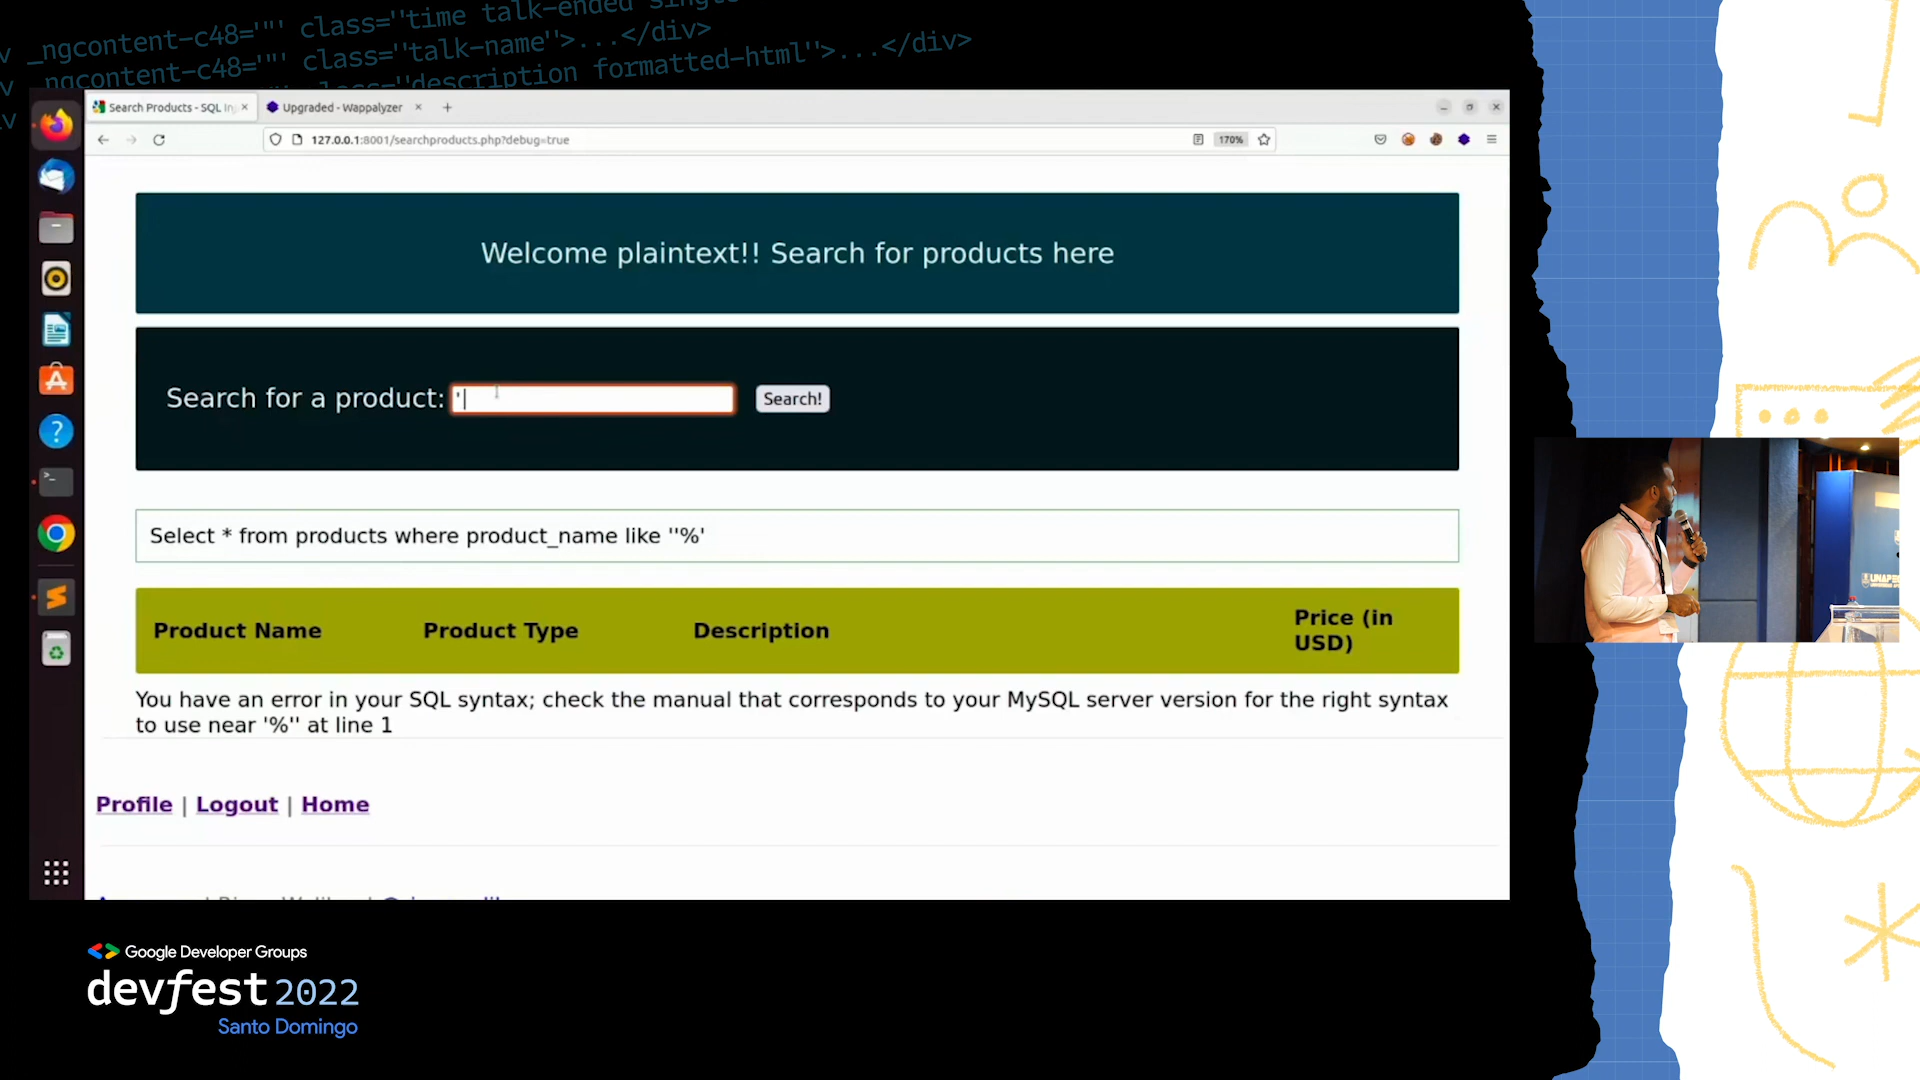 _ngcontent-c48='"' class="time talk-ended
_ngcontent-c48='"' class="talk-name">...</div>
class="description formatted-html">...</div>
Search Products - SQL Inj
Upgraded - Wappalyzer
127.0.0.1:8001/searchproducts.php?debug=true
170%
Welcome plaintext!! Search for products here
Search for a product: '
Search!
Select * from products where product_name like ''%'
Product Name Product Type Description Price (in
USD)
You have an error in your SQL syntax; check the manual that corresponds to your MySQL server version for the right syntax
to use near '%'' at line 1
Profile | Logout | Home
Google Developer Groups
devfest 2022
Santo Domingo